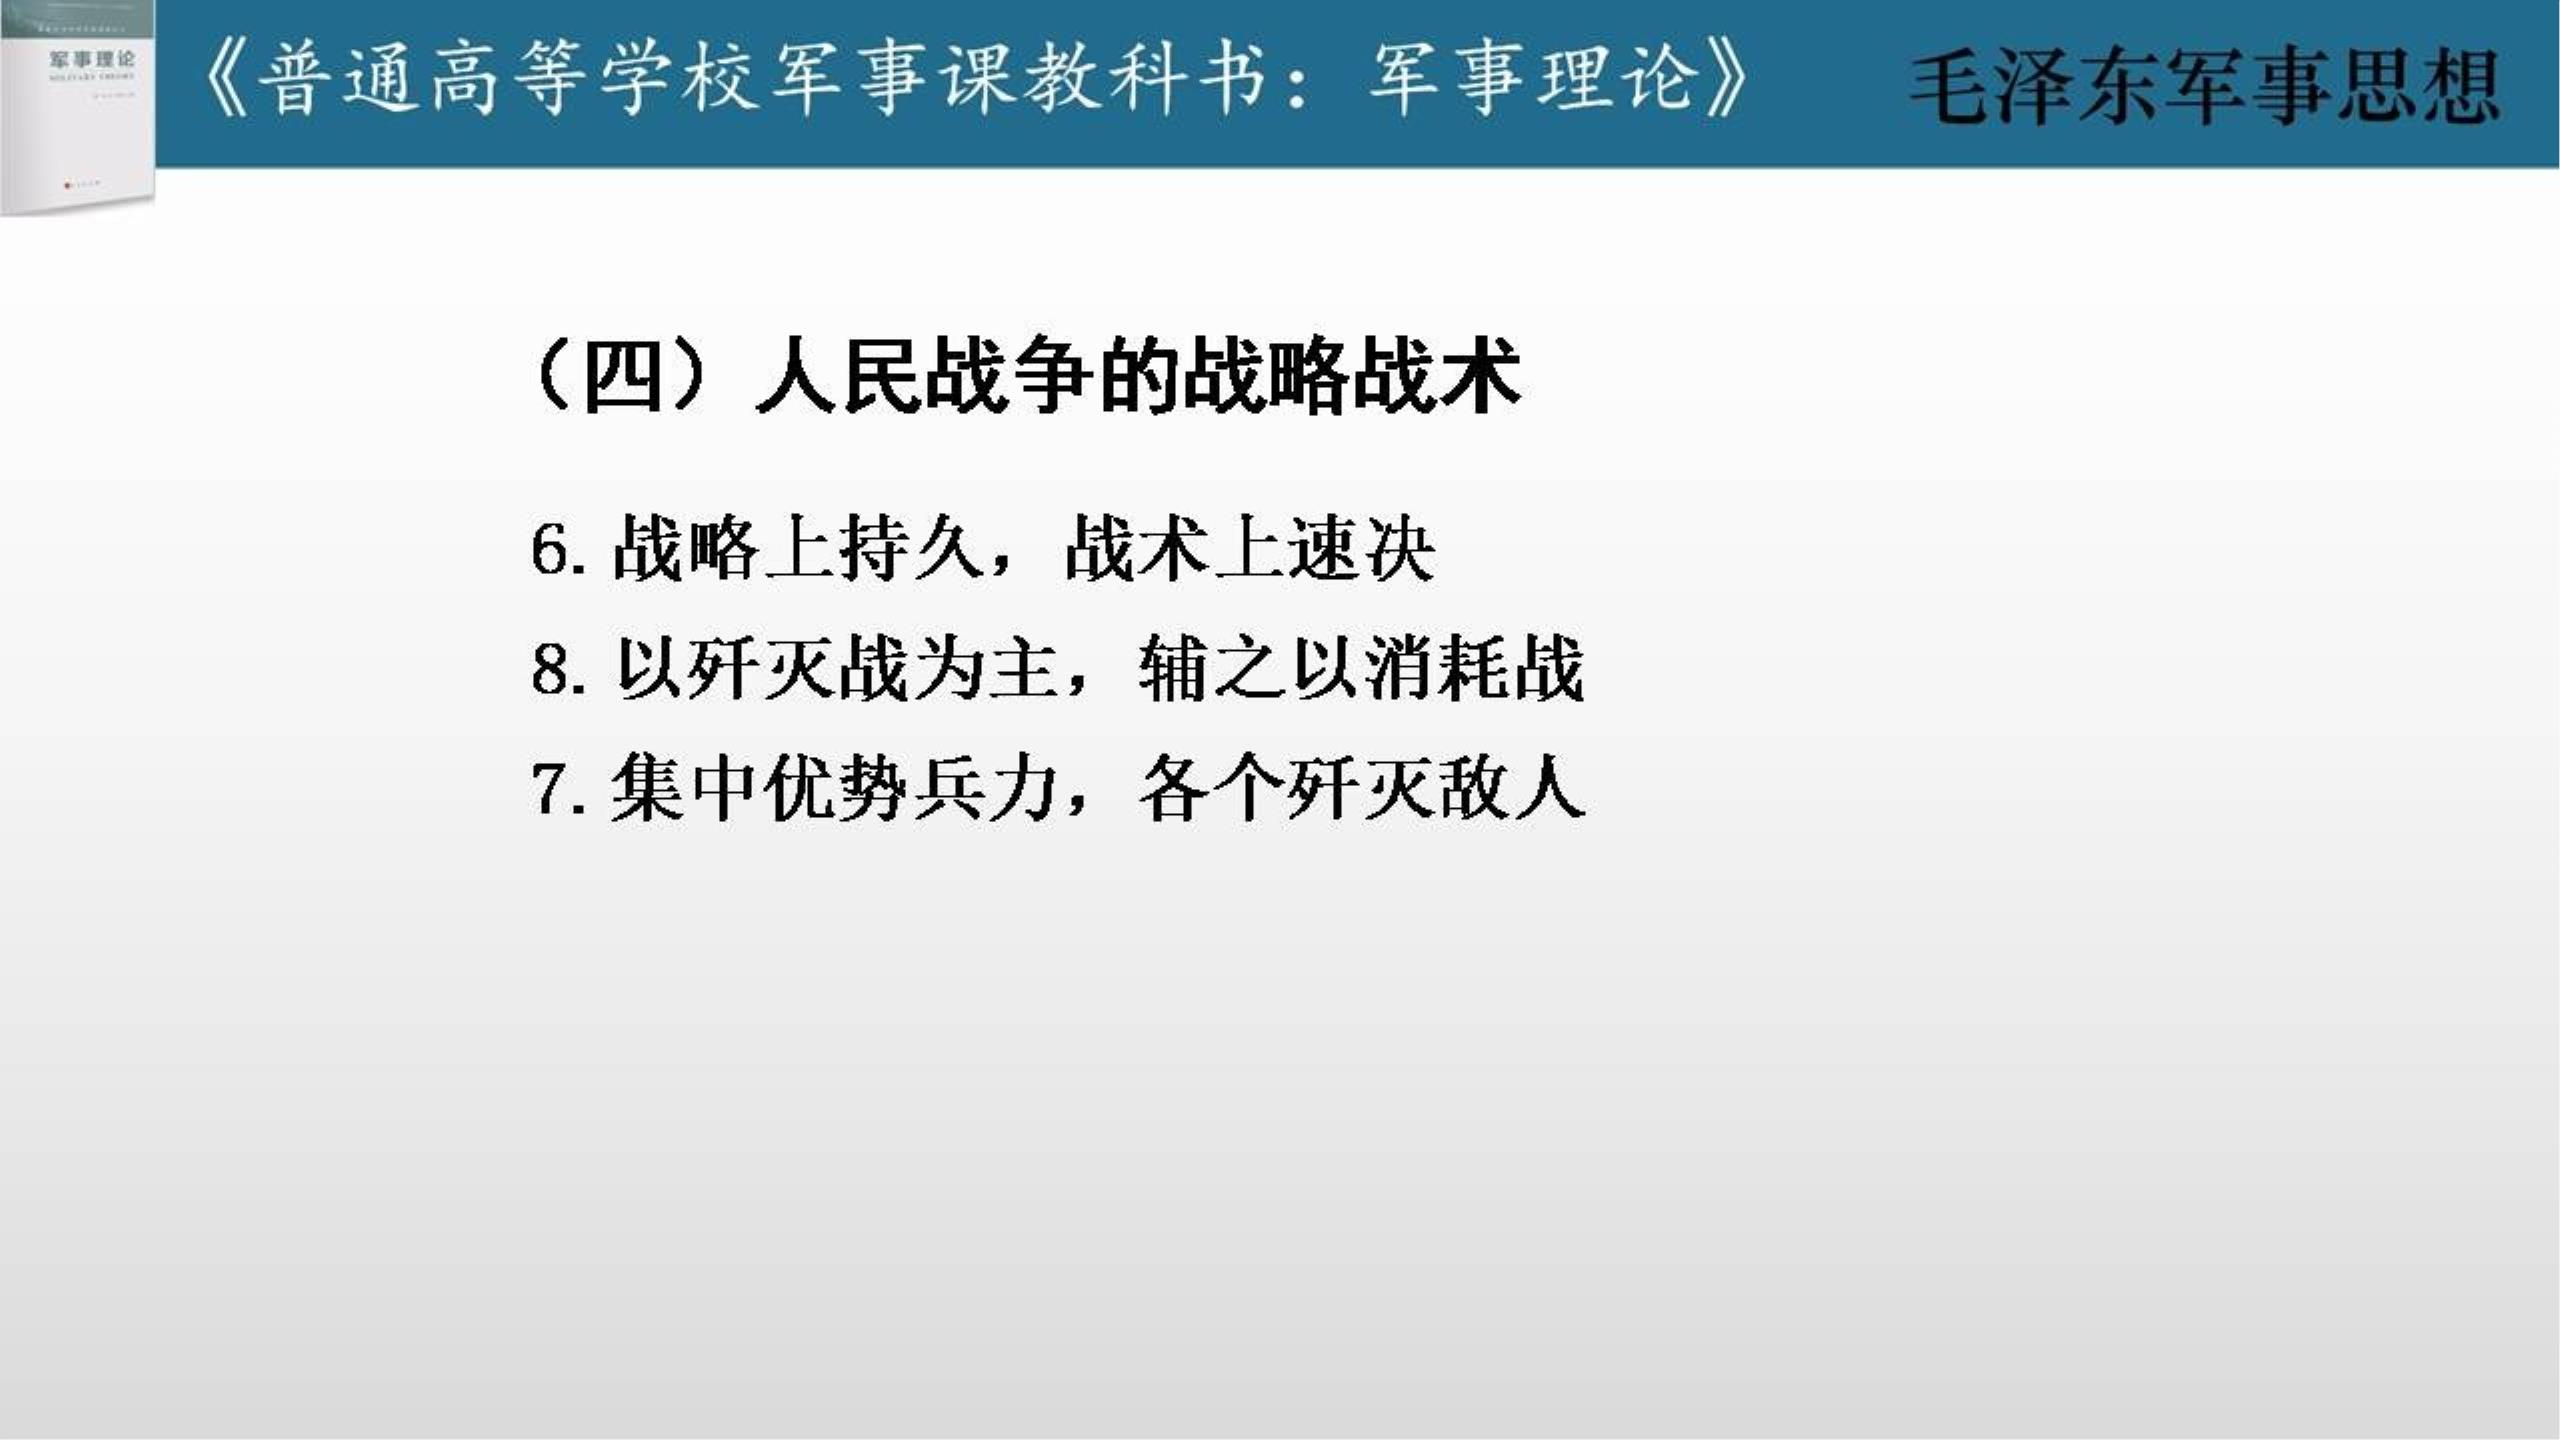 军事理论
MILITARY THEORY
《普通高等学校军事课教科书：军事理论》
毛泽东军事思想
（四）人民战争的战略战术
6. 战略上持久，战术上速决
8. 以歼灭战为主，辅之以消耗战
7. 集中优势兵力，各个歼灭敌人